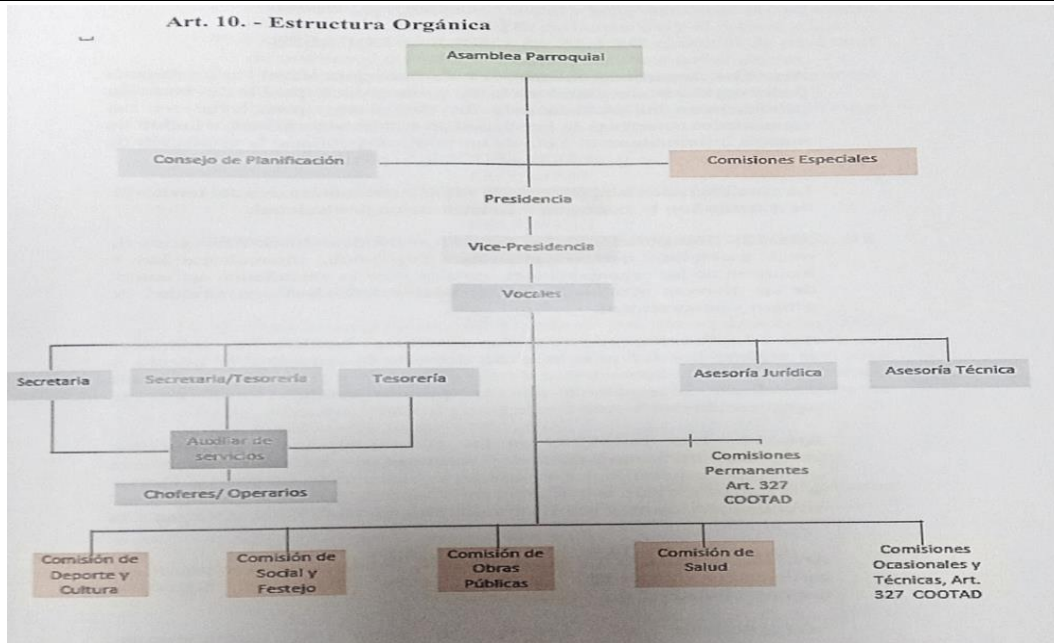 Art. 10. - Estructura Orgánica
Asamblea Parroquial
Consejo de Planificación
Comisiones Especiales
Presidencia
Vice-Presidencia
Vocales
Secretaria
Secretaria/Tesorería
Tesorería
Asesoría Jurídica
Asesoría Técnica
Auxiliar de
servicios
Choferes/ Operarios
Comisiones
Permanentes
Art. 327
COOTAD
Comisión de
Deporte y
Cultura
Comisión de
Social y
Festejo
Comisión de
Obras
Públicas
Comisión de
Salud
Comisiones
Ocasionales y
Técnicas, Art.
327 COOTAD